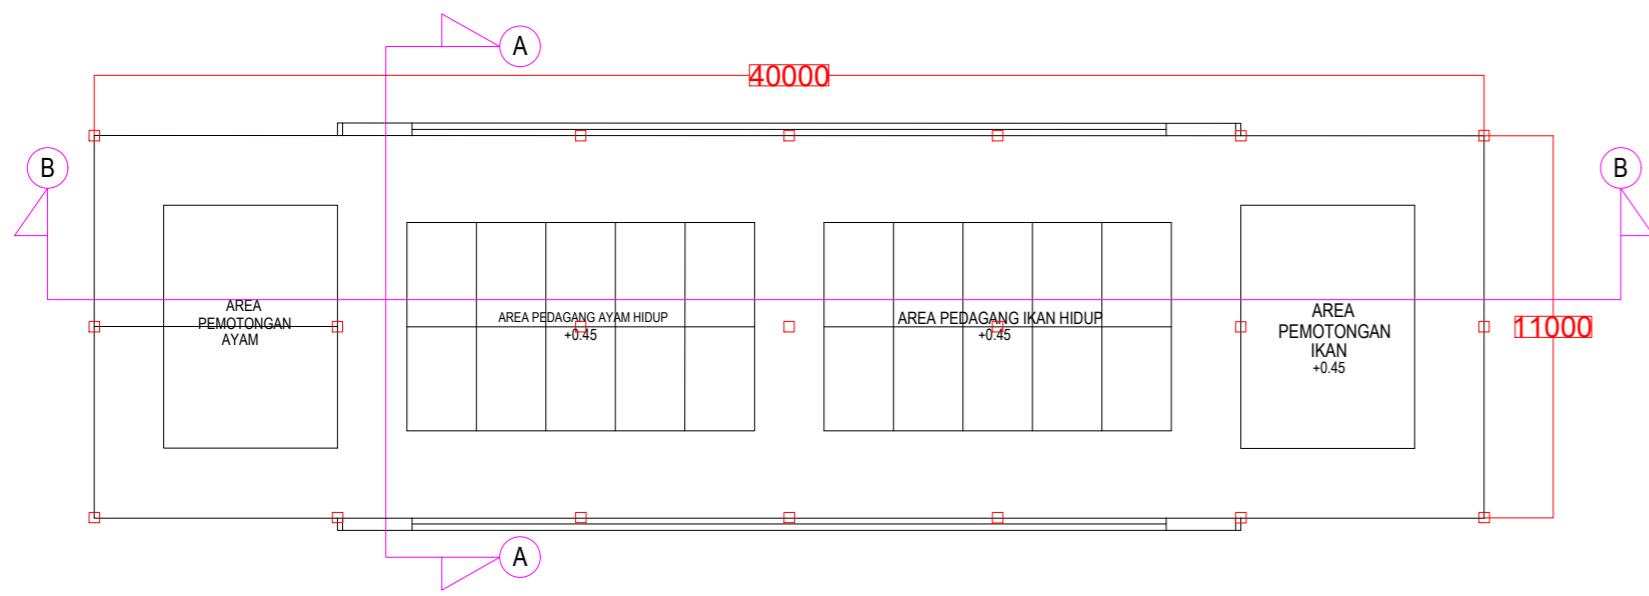 A
40000
B
B
AREA
PEMOTONGAN
AYAM
AREA PEDAGANG AYAM HIDUP
+0.45
AREA PEDAGANG IKAN HIDUP
+0.45
AREA
PEMOTONGAN
IKAN
+0.45
11000
A